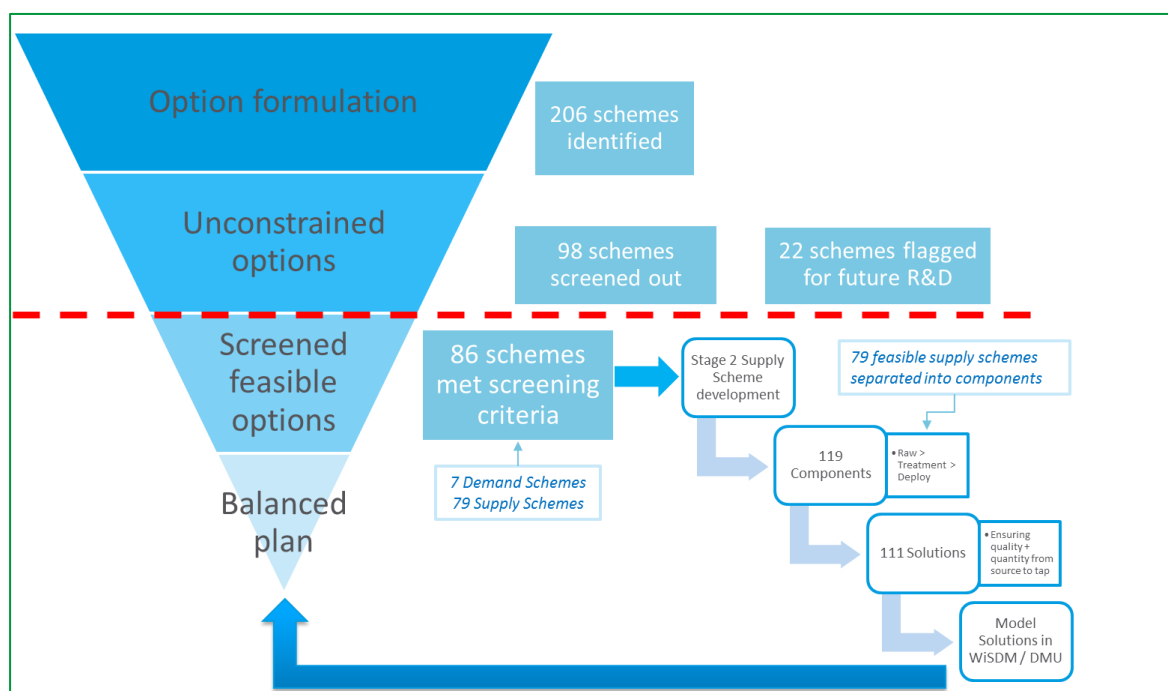 Option formulation
206 schemes
identified
Unconstrained
options
98 schemes
screened out
22 schemes flagged
for future R&D
Screened
feasible
options
86 schemes
met screening
criteria
Stage 2 Supply
Scheme
development
79 feasible supply schemes
separated into components
7 Demand Schemes
79 Supply Schemes
119
Components
• Raw >
Treatment >
Deploy
Balanced
plan
111 Solutions
• Ensuring
quality +
quantity from
source to tap
Model
Solutions in
WiSDM / DMU